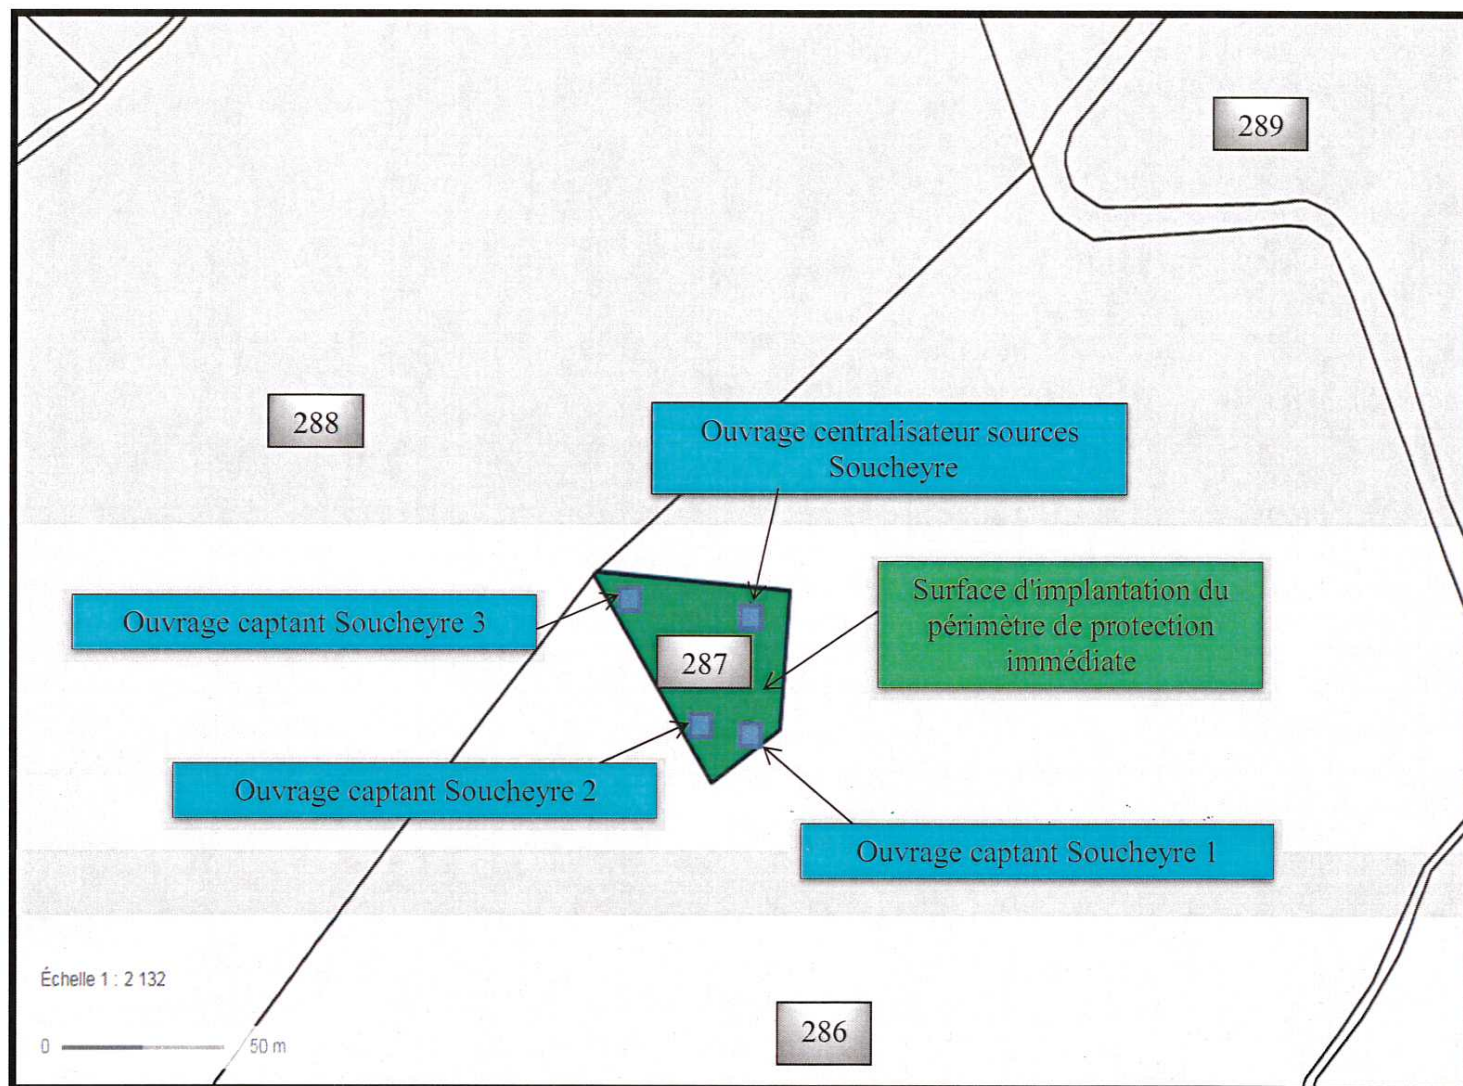 289
288
Ouvrage centralisateur sources
Soucheyre
Surface d'implantation du
périmètre de protection
immédiate
Ouvrage captant Soucheyre 3
287
Ouvrage captant Soucheyre 2
Ouvrage captant Soucheyre 1
Échelle 1 : 2 132
0 50 m
286